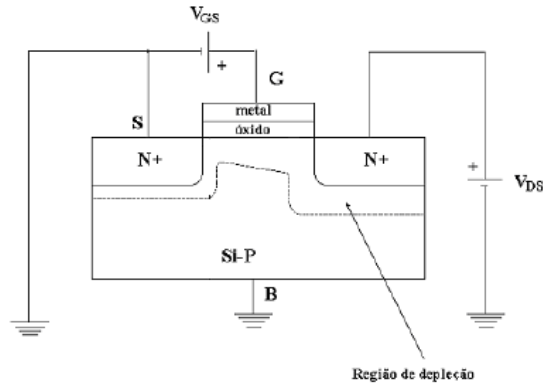 VGS
+
G
metal
S
óxido
N+
N+
+
VDS
Si-P
B
Região de depleção